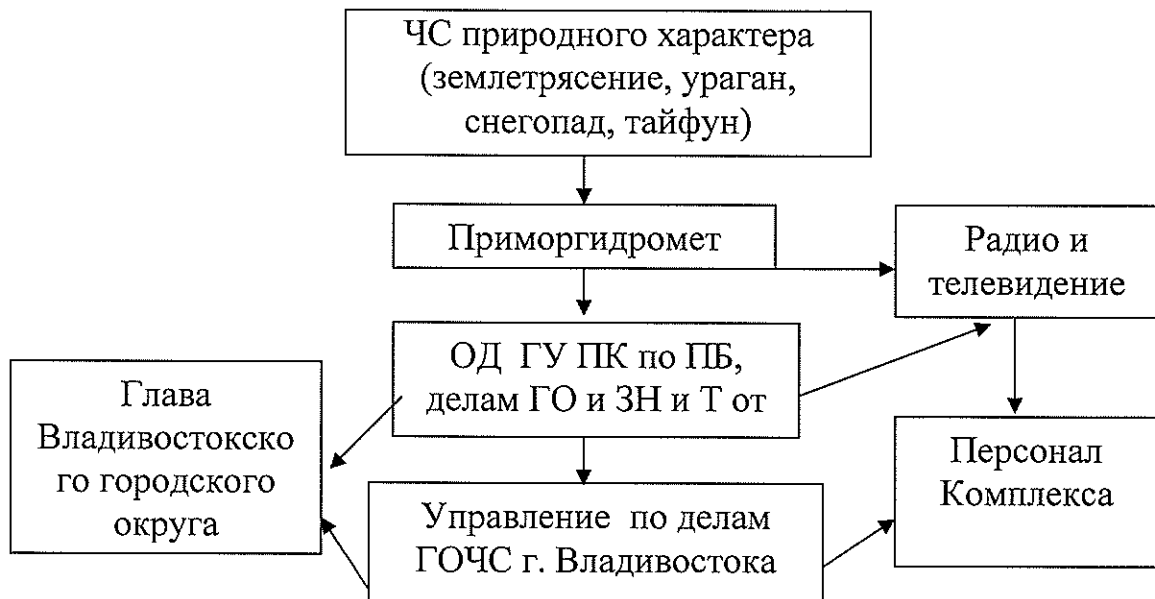 ЧС природного характера
(землетрясение, ураган,
снегопад, тайфун)
Приморгидромет
Радио и
телевидение
ОД ГУ ПК по ПБ,
делам ГО и ЗН и Т от
Глава
Владивостокско
го городского
округа
Персонал
Комплекса
Управление по делам
ГОЧС г. Владивостока